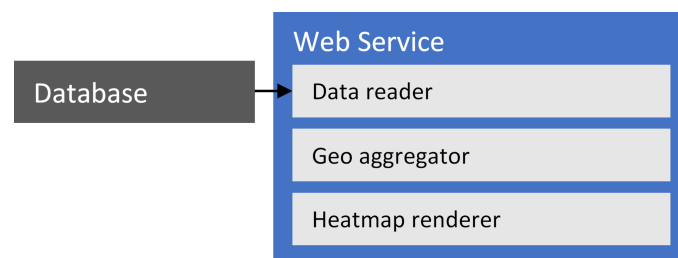 Web Service
Database
Data reader
Geo aggregator
Heatmap renderer